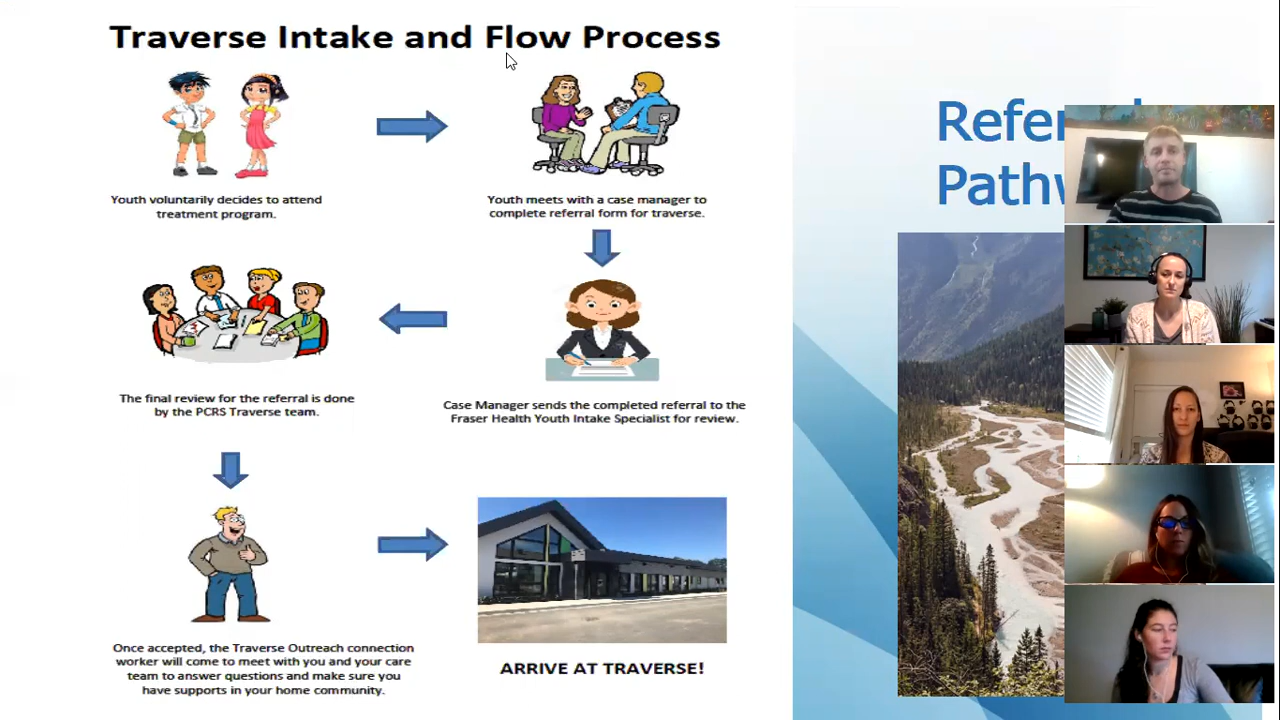 Traverse Intake and Flow Process
Youth voluntarily decides to attend
treatment program.
Youth meets with a case manager to
complete referral form for traverse.
Case Manager sends the completed referral to the
Fraser Health Youth Intake Specialist for review.
The final review for the referral is done
by the PCRS Traverse team.
Once accepted, the Traverse Outreach connection
worker will come to meet with you and your care
team to answer questions and make sure you
have supports in your home community.
ARRIVE AT TRAVERSE!